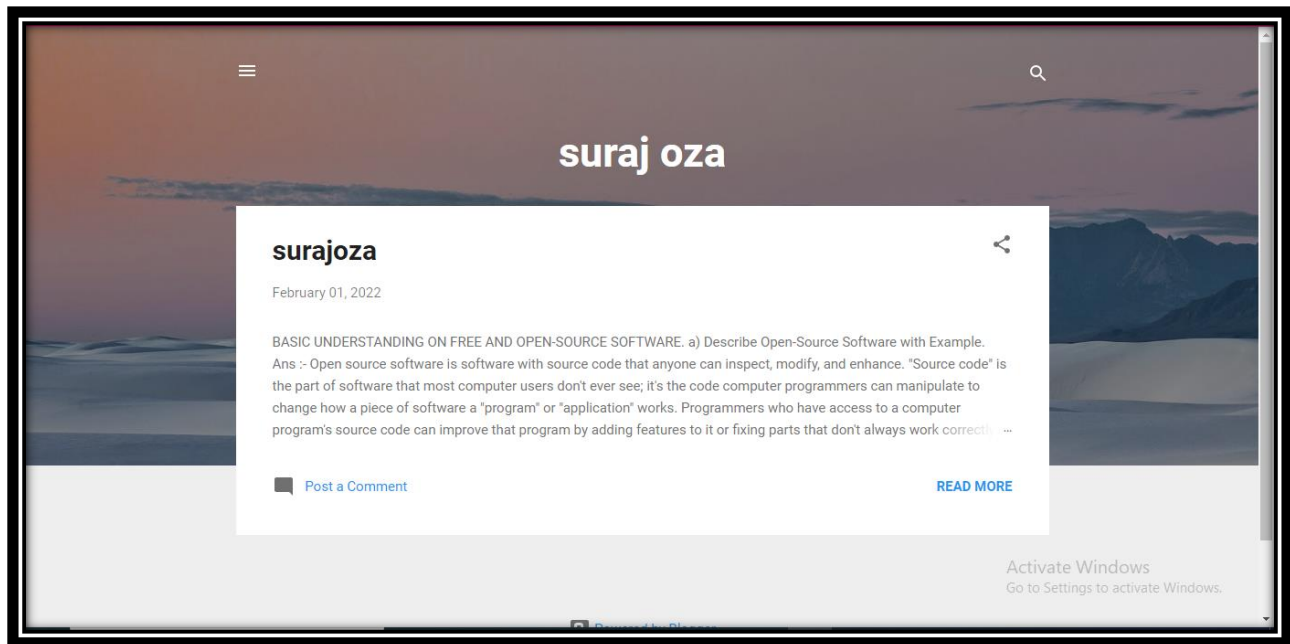 suraj oza
surajoza
February 01, 2022
BASIC UNDERSTANDING ON FREE AND OPEN-SOURCE SOFTWARE. a) Describe Open-Source Software with Example.
Ans :- Open source software is software with source code that anyone can inspect, modify, and enhance. "Source code" is
the part of software that most computer users don't ever see; it's the code computer programmers can manipulate to
change how a piece of software a "program" or "application" works. Programmers who have access to a computer
program's source code can improve that program by adding features to it or fixing parts that don't always work correctly ...
Post a Comment
READ MORE
Activate Windows
Go to Settings to activate Windows.
Powered by Blogger